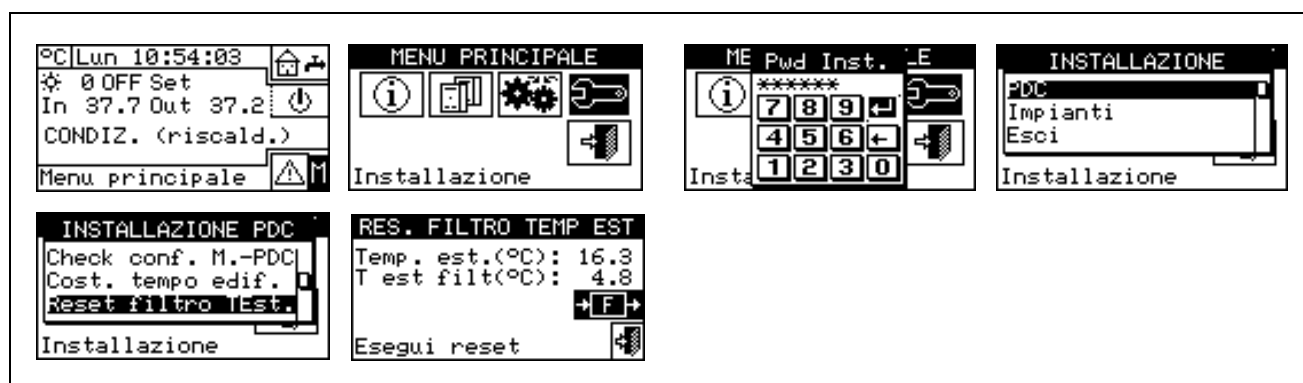 °C Lun 10:54:03
0 OFF Set
In 37.7 Out 37.2
CONDIZ. (riscald.)
Menu principale M
MENU PRINCIPALE
i
Installazione
ME LE
Pwd Inst.
******
7 8 9
4 5 6
1 2 3 0
i
Insta
INSTALLAZIONE
PDC
Impianti
Esci
Installazione
INSTALLAZIONE PDC
Check conf. M.-PDC
Cost. tempo edif.
Reset filtro TEst.
Installazione
RES. FILTRO TEMP EST
Temp. est.(°C): 16.3
T est filt(°C): 4.8
F
Esegui reset